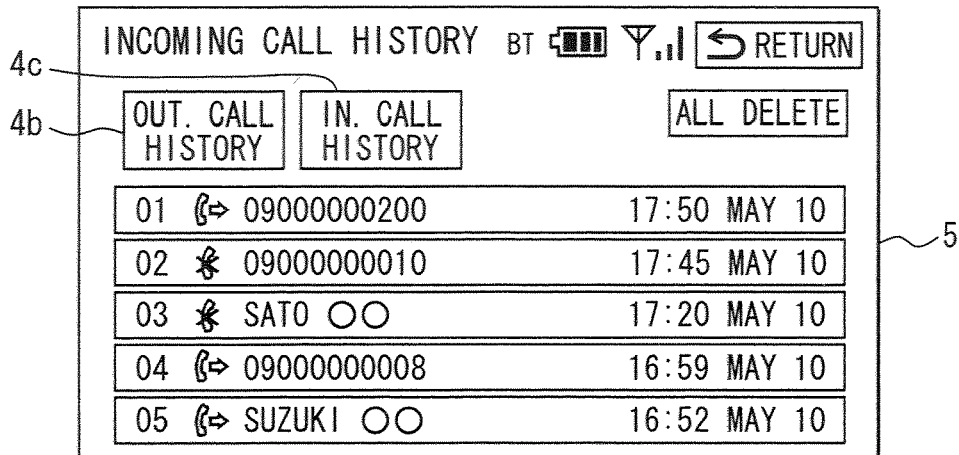 INCOMING CALL HISTORY BT RETURN
4c
4b
OUT. CALL HISTORY
IN. CALL HISTORY
ALL DELETE
01 09000000200 17:50 MAY 10
02 09000000010 17:45 MAY 10
03 SATO ○○ 17:20 MAY 10
04 09000000008 16:59 MAY 10
05 SUZUKI ○○ 16:52 MAY 10
5